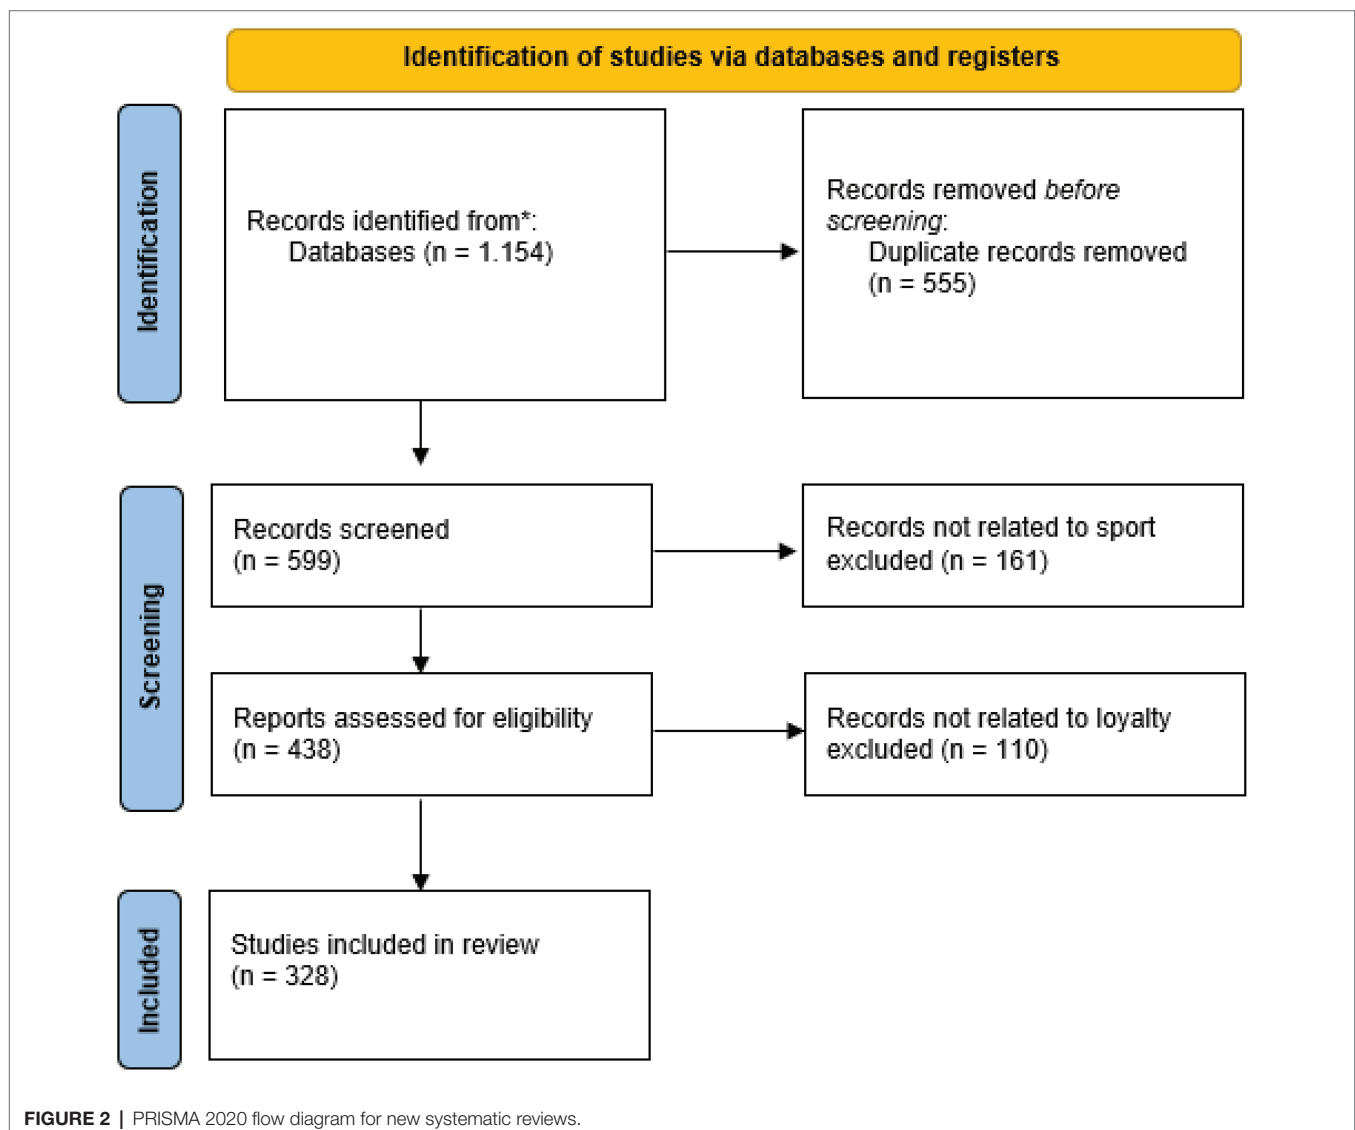 Identification of studies via databases and registers
Identification
Records identified from*:
Databases (n = 1.154)
Records removed before
screening:
Duplicate records removed
(n = 555)
Screening
Records screened
(n = 599)
Records not related to sport
excluded (n = 161)
Reports assessed for eligibility
(n = 438)
Records not related to loyalty
excluded (n = 110)
Included
Studies included in review
(n = 328)
FIGURE 2 | PRISMA 2020 flow diagram for new systematic reviews.